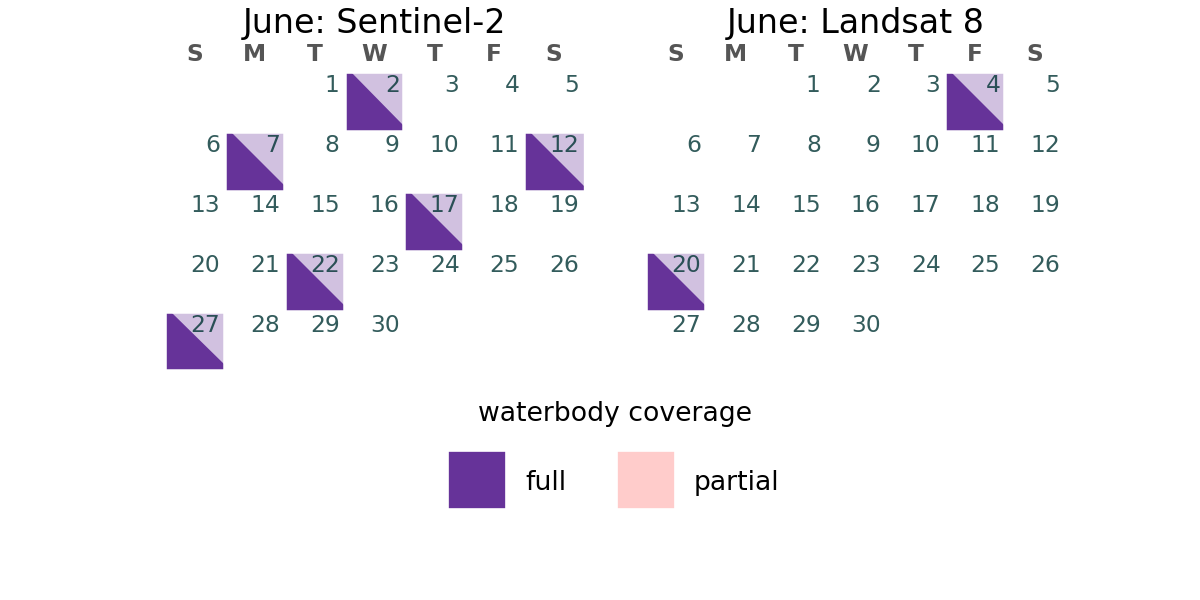 June: Sentinel-2
S M T W T F S
1 2 3 4 5
6 7 8 9 10 11 12
13 14 15 16 17 18 19
20 21 22 23 24 25 26
27 28 29 30
June: Landsat 8
S M T W T F S
1 2 3 4 5
6 7 8 9 10 11 12
13 14 15 16 17 18 19
20 21 22 23 24 25 26
27 28 29 30
waterbody coverage
full partial